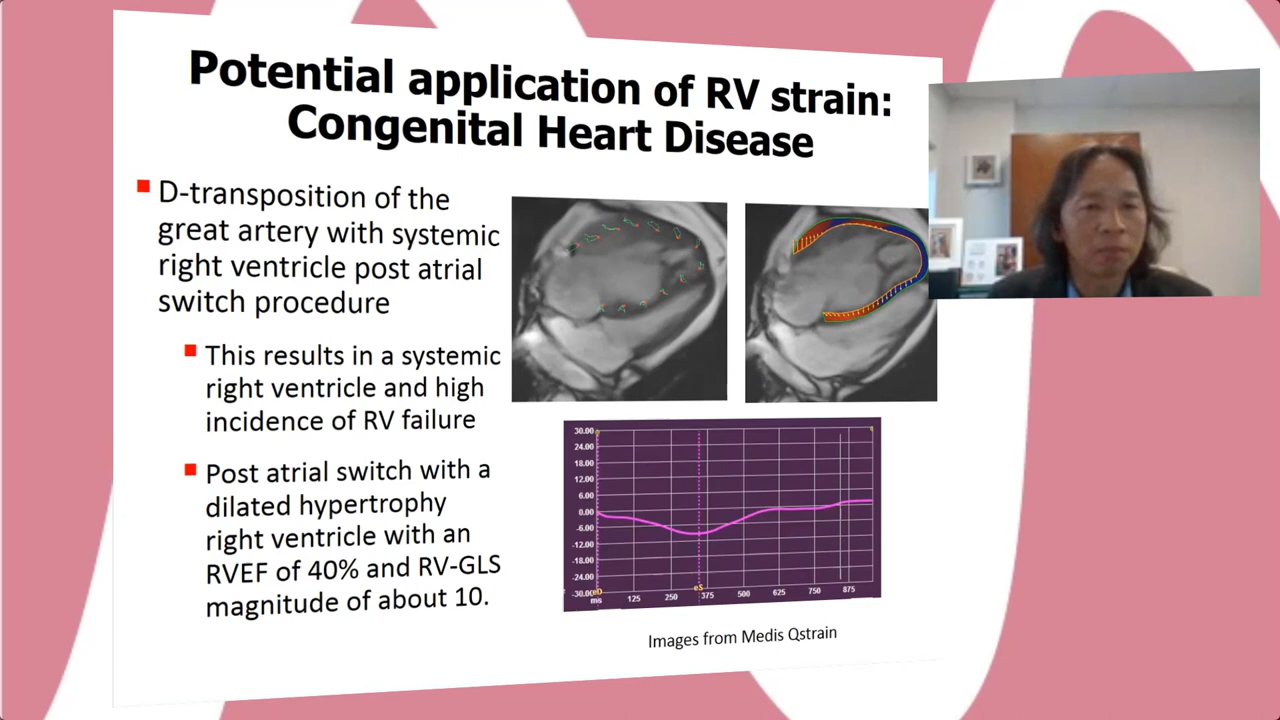 Potential application of RV strain:
Congenital Heart Disease
D-transposition of the
great artery with systemic
right ventricle post atrial
switch procedure
This results in a systemic
right ventricle and high
incidence of RV failure
Post atrial switch with a
dilated hypertrophy
right ventricle with an
RVEF of 40% and RV-GLS
magnitude of about 10.
30.00
24.00
18.00
12.00
6.00
0.00
-6.00
-12.00
-18.00
-24.00
-30.00
eD
eS
ms 125 250 375 500 625 750 875
Images from Medis Qstrain